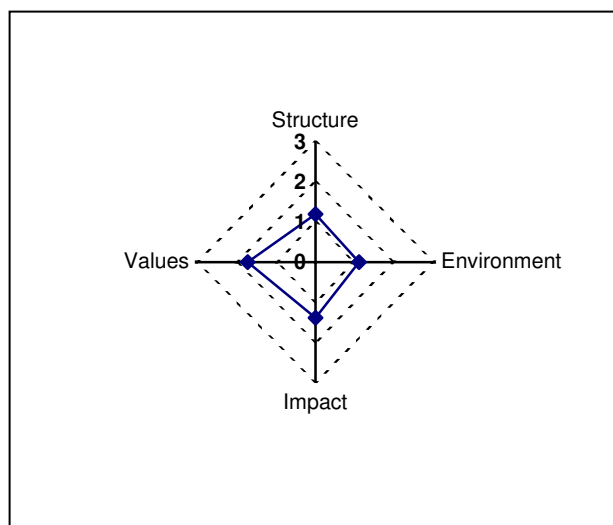 Structure
3
2
1
Values
0
Environment
Impact